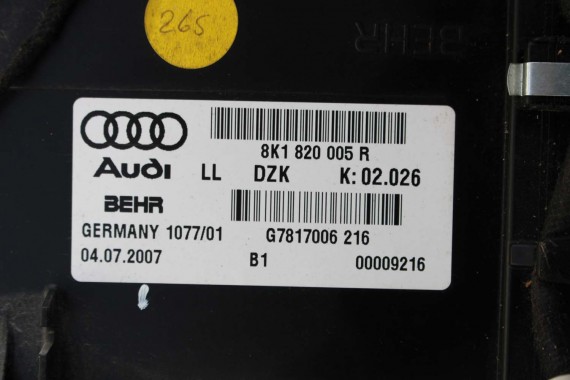 265
BEHR
8K1 820 005 R
Audi LL DZK K: 02.026
BEHR
GERMANY 1077/01 G7817006 216
04.07.2007 B1 00009216